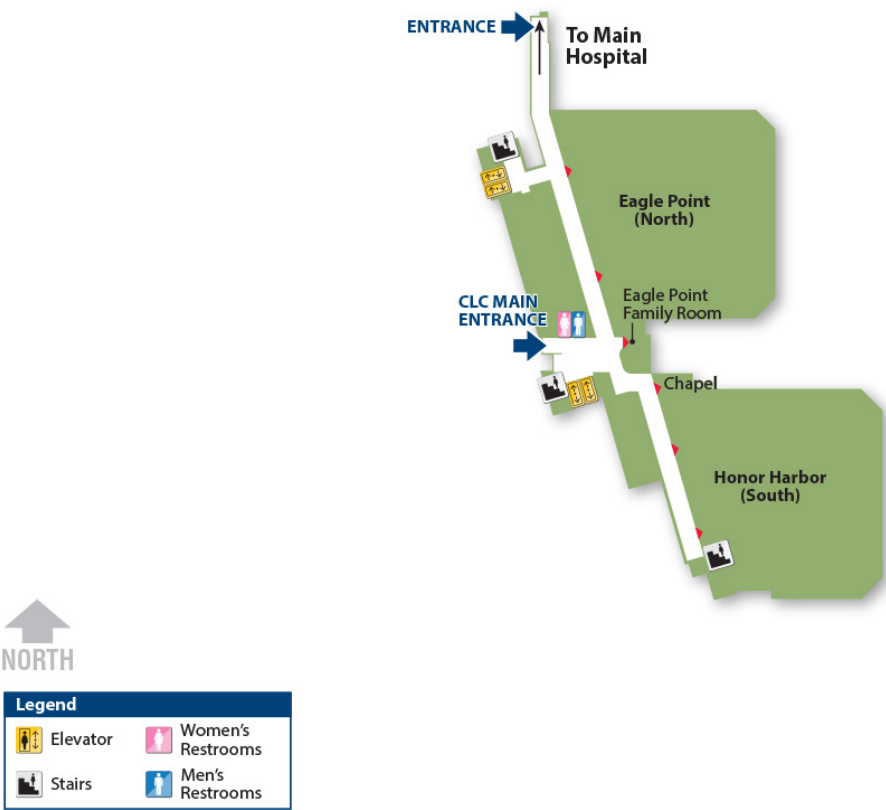 ENTRANCE
To Main
Hospital
Eagle Point
(North)
CLC MAIN
ENTRANCE
Eagle Point
Family Room
Chapel
Honor Harbor
(South)
NORTH
Legend
Elevator
Women's
Restrooms
Stairs
Men's
Restrooms